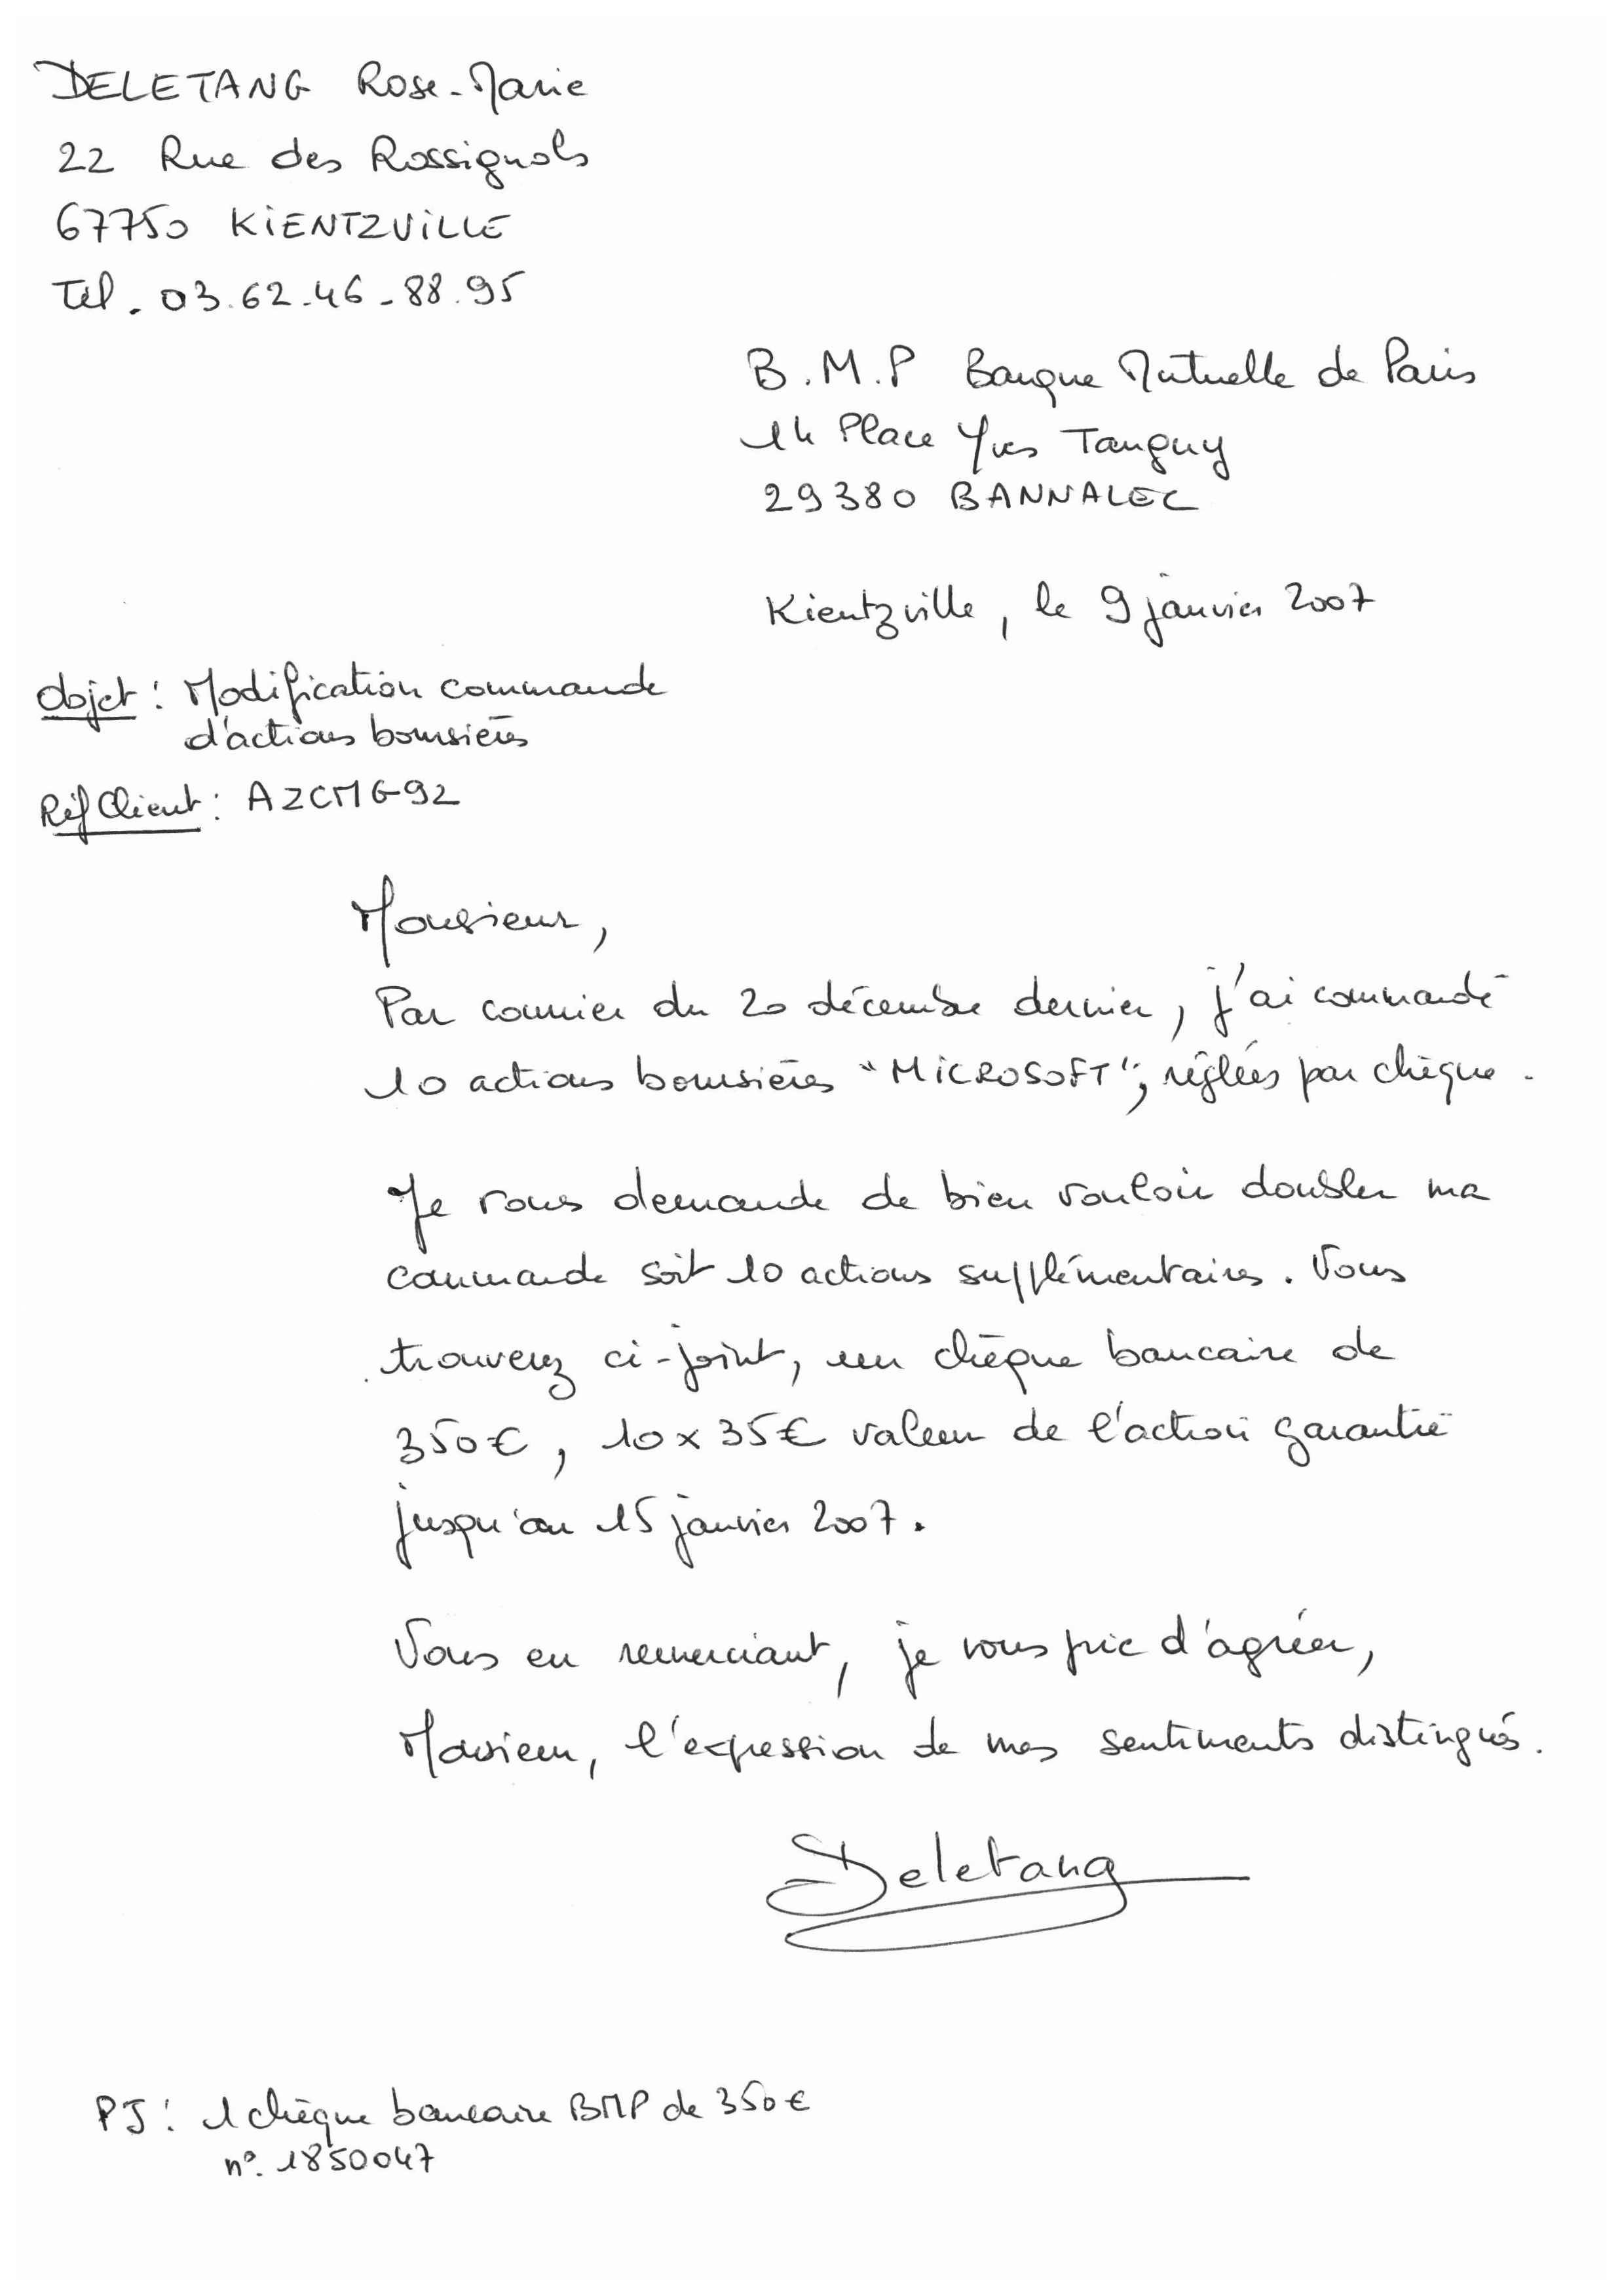 DELETANG Rose-Marie
22 Rue des Rossignols
67750 KIENTZVILLE
Tél. 03.62.46.88.95
B.M.P Banque Mutuelle de Paris
14 Place Yves Tanguy
29380 BANNALEC
Kientzville, le 9 janvier 2007
Objet : Modification commande
d'actions boursières
Réf Client : AZCMG92
Monsieur,
Par courrier du 20 décembre dernier, j'ai commandé
10 actions boursières "MICROSOFT", réglées par chèque.
Je vous demande de bien vouloir doubler ma
commande soit 10 actions supplémentaires. Vous
trouverez ci-joint, un chèque bancaire de
350€, 10 x 35€ valeur de l'action garantie
jusqu'au 15 janvier 2007.
Vous en remerciant, je vous prie d'agréer,
Monsieur, l'expression de mes sentiments distingués.
Deletang
PJ : 1 chèque bancaire BMP de 350€
n°. 1850047